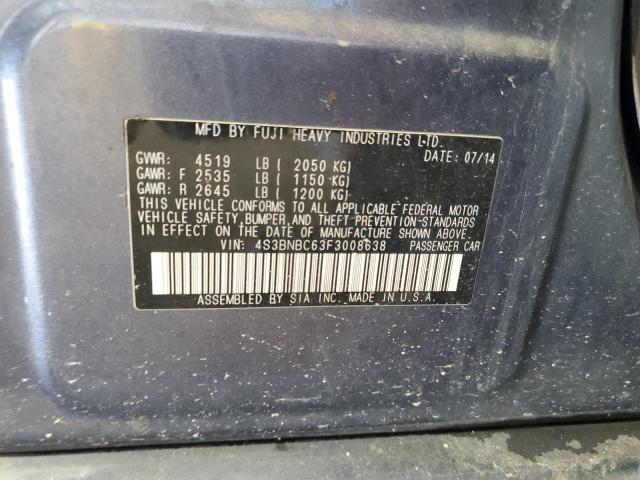 MFD BY FUJI HEAVY INDUSTRIES LTD.
DATE: 07/14
GVWR: 4519 LB ( 2050 KG)
GAWR: F 2535 LB ( 1150 KG)
GAWR: R 2645 LB ( 1200 KG)
THIS VEHICLE CONFORMS TO ALL APPLICABLE FEDERAL MOTOR
VEHICLE SAFETY, BUMPER, AND THEFT PREVENTION STANDARDS
IN EFFECT ON THE DATE OF MANUFACTURE SHOWN ABOVE.
VIN: 4S3BNBC63F3008638 PASSENGER CAR
ASSEMBLED BY SIA INC. MADE IN U.S.A.